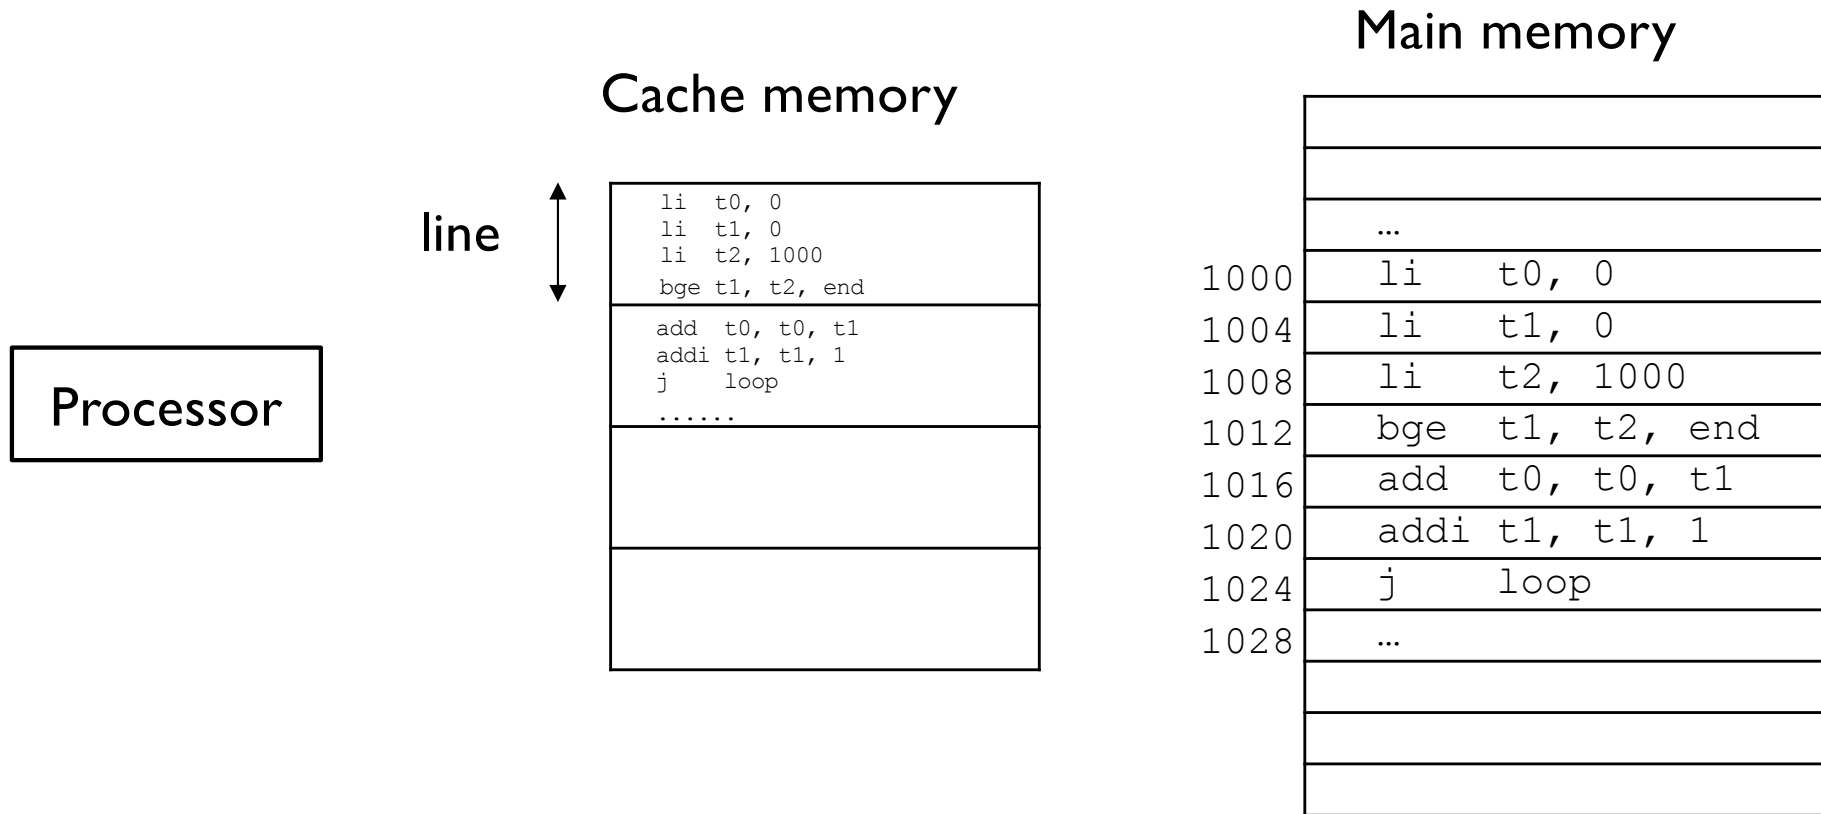 Main memory
Cache memory
line
li t0, 0
li t1, 0
li t2, 1000
bge t1, t2, end
add t0, t0, t1
addi t1, t1, 1
j loop
......
Processor
…
1000 li t0, 0
1004 li t1, 0
1008 li t2, 1000
1012 bge t1, t2, end
1016 add t0, t0, t1
1020 addi t1, t1, 1
1024 j loop
1028 …